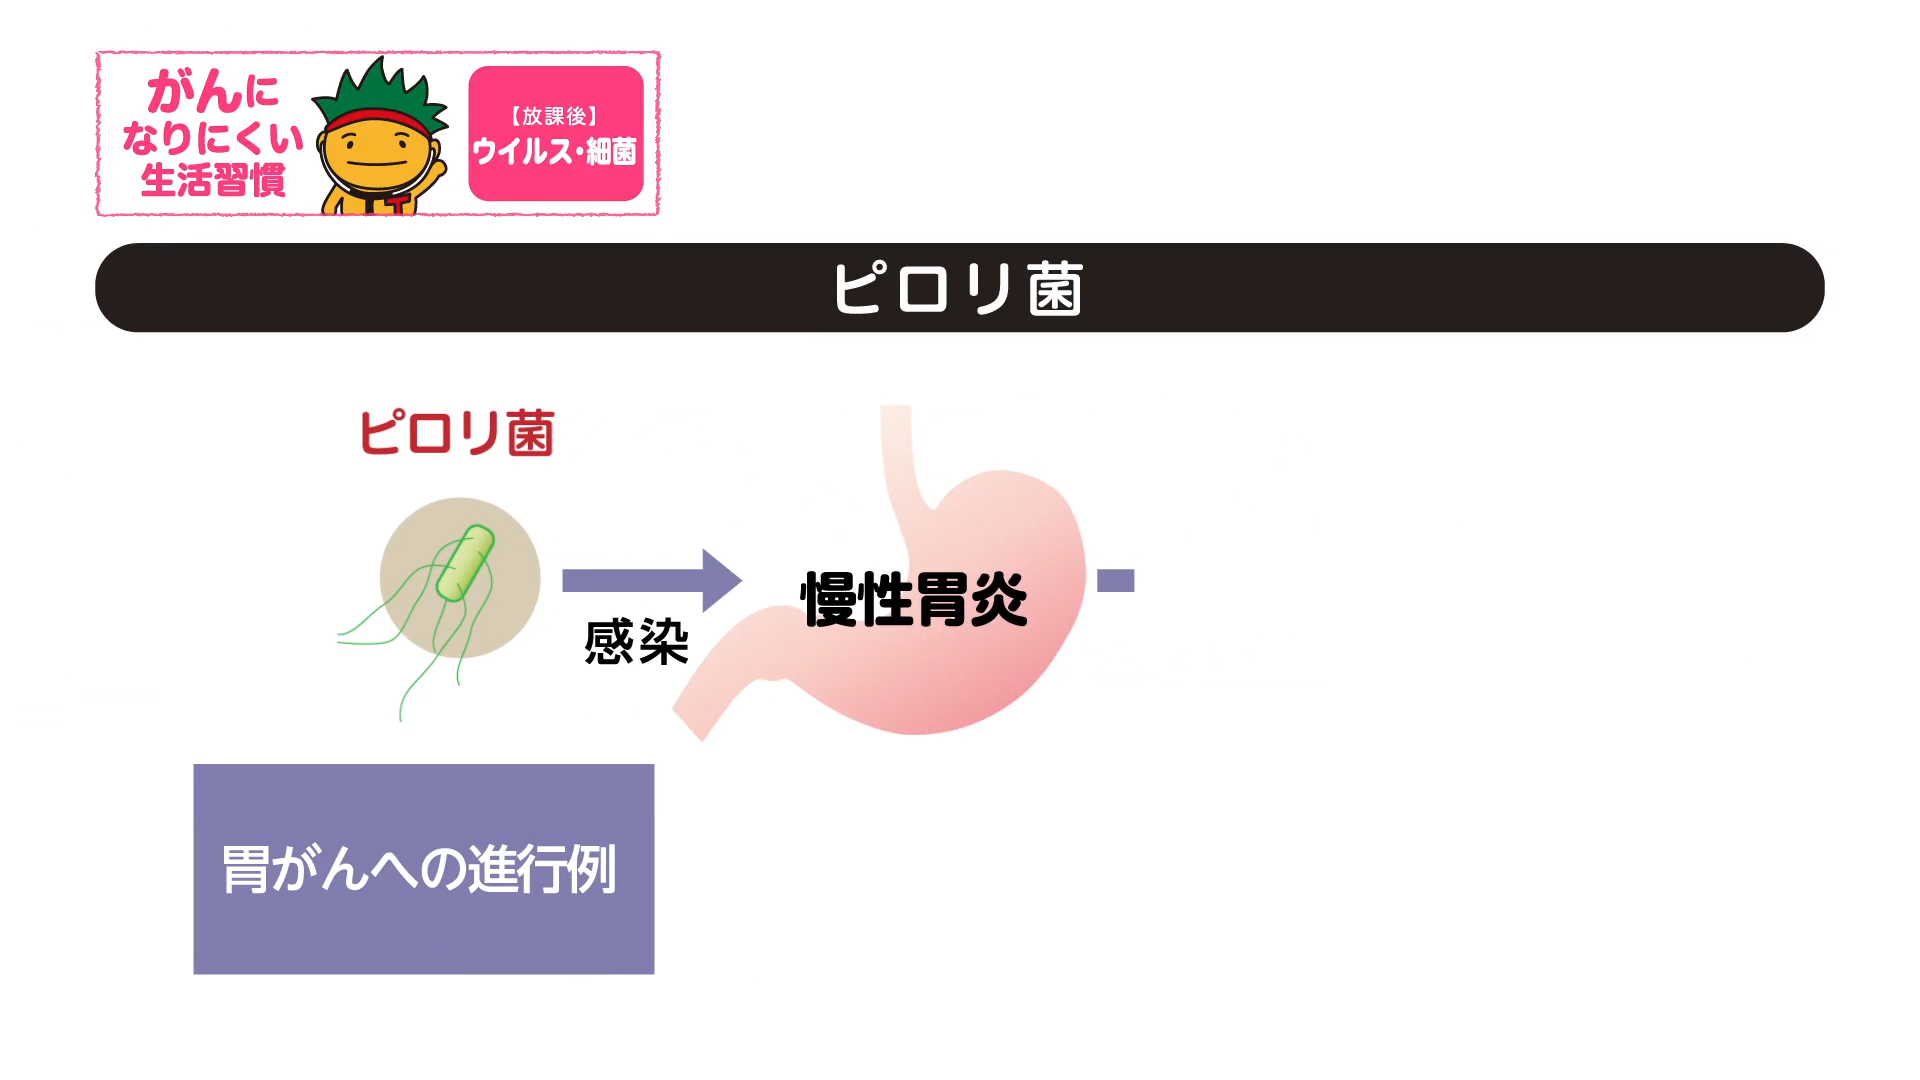 がんに
なりにくい
生活習慣
【放課後】
ウイルス・細菌
ピロリ菌
ピロリ菌
感染
慢性胃炎
胃がんへの進行例